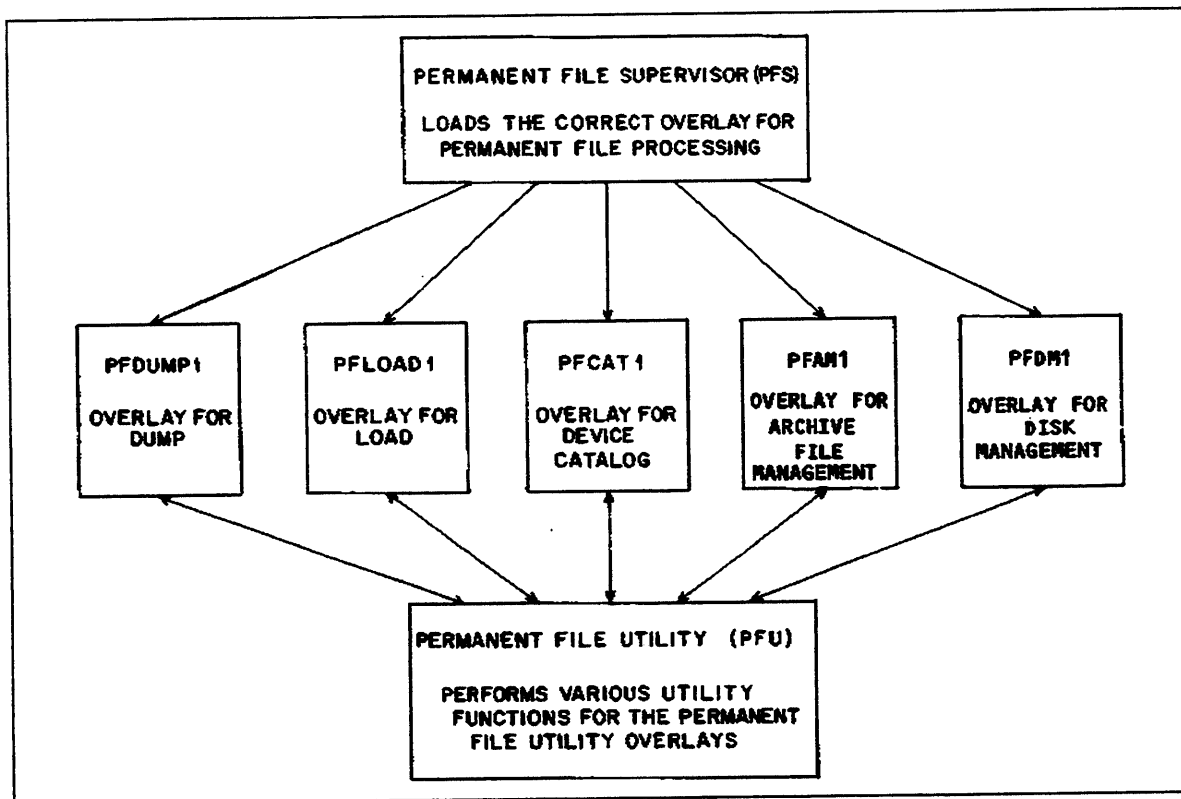 PERMANENT FILE SUPERVISOR (PFS)
LOADS THE CORRECT OVERLAY FOR
PERMANENT FILE PROCESSING
PFDUMP1
OVERLAY FOR
DUMP
PFLOAD1
OVERLAY FOR
LOAD
PFCAT1
OVERLAY FOR
DEVICE
CATALOG
PFAM1
OVERLAY FOR
ARCHIVE
FILE
MANAGEMENT
PFDM1
OVERLAY FOR
DISK
MANAGEMENT
PERMANENT FILE UTILITY (PFU)
PERFORMS VARIOUS UTILITY
FUNCTIONS FOR THE PERMANENT
FILE UTILITY OVERLAYS